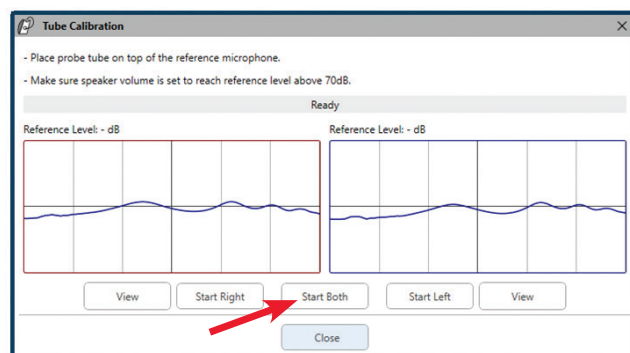 Tube Calibration
- Place probe tube on top of the reference microphone.
- Make sure speaker volume is set to reach reference level above 70dB.
Ready
Reference Level: - dB
Reference Level: - dB
View
Start Right
Start Both
Start Left
View
Close